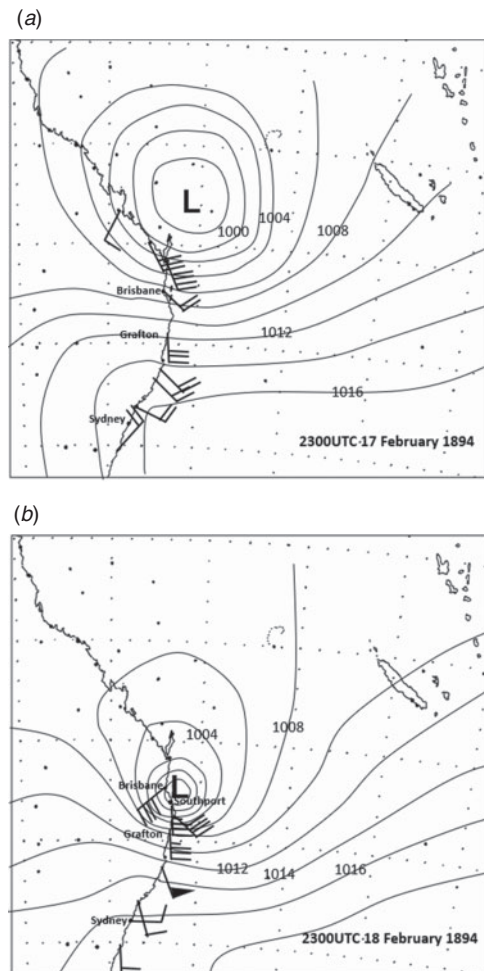 (a)
L
1004
1000
1008
Brisbane
Grafton
1012
1016
Sydney
2300UTC·17 February 1894
(b)
1004
1008
Brisbane
L
Southport
Grafton
1012
1014
1016
Sydney
2300UTC·18 February 1894